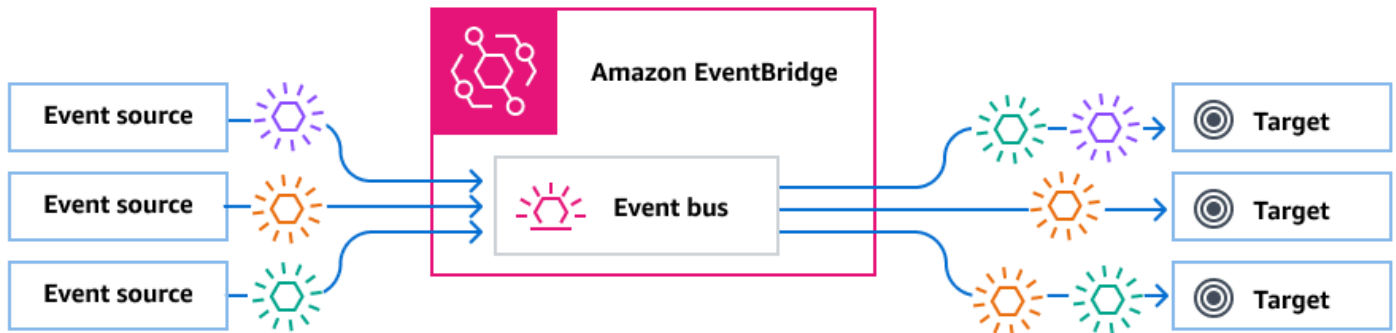 Amazon EventBridge
Event source
Event source
Event source
Event bus
Target
Target
Target